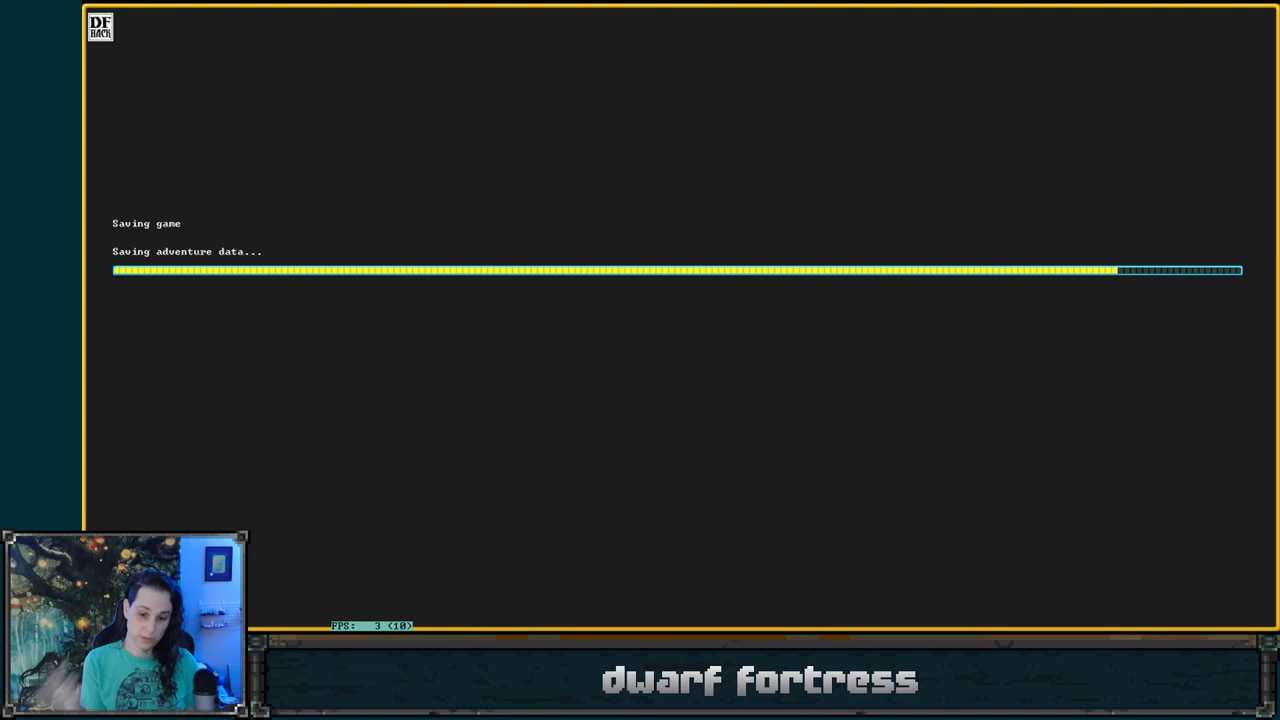 DF
HACK
Saving game
Saving adventure data...
FPS: 3 (10)
dwarf fortress